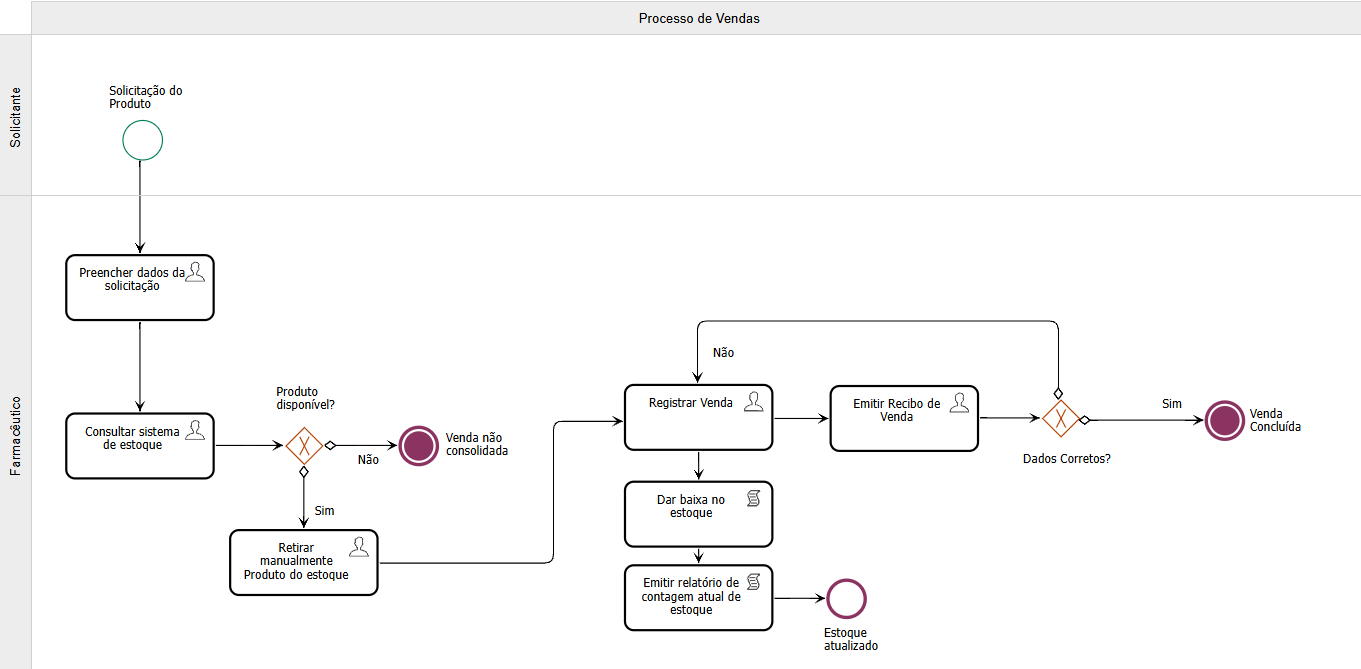 Processo de Vendas
Solicitante
Solicitação do
Produto
Farmacêutico
Preencher dados da
solicitação
Consultar sistema
de estoque
Produto
disponível?
Não
Venda não
consolidada
Sim
Retirar
manualmente
Produto do estoque
Não
Registrar Venda
Emitir Recibo de
Venda
Dados Corretos?
Sim
Venda
Concluída
Dar baixa no
estoque
Emitir relatório de
contagem atual de
estoque
Estoque
atualizado